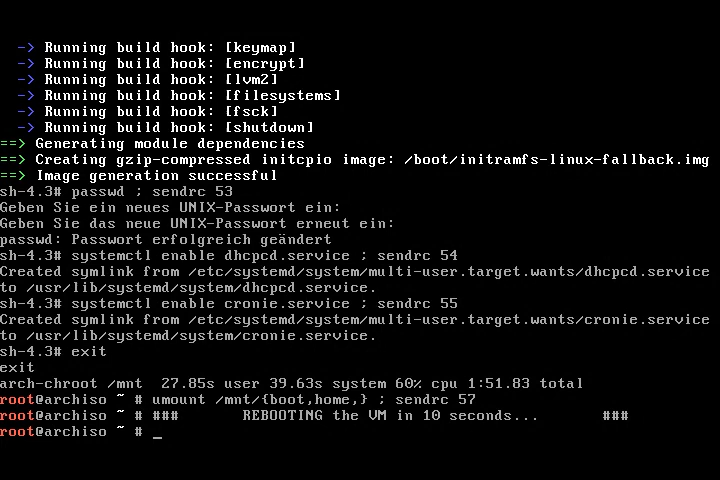 -> Running build hook: [keymap]
-> Running build hook: [encrypt]
-> Running build hook: [lvm2]
-> Running build hook: [filesystems]
-> Running build hook: [fsck]
-> Running build hook: [shutdown]
==> Generating module dependencies
==> Creating gzip-compressed initcpio image: /boot/initramfs-linux-fallback.img
==> Image generation successful
sh-4.3# passwd ; sendrc 53
Geben Sie ein neues UNIX-Passwort ein:
Geben Sie das neue UNIX-Passwort erneut ein:
passwd: Passwort erfolgreich geändert
sh-4.3# systemctl enable dhcpcd.service ; sendrc 54
Created symlink from /etc/systemd/system/multi-user.target.wants/dhcpcd.service
to /usr/lib/systemd/system/dhcpcd.service.
sh-4.3# systemctl enable cronie.service ; sendrc 55
Created symlink from /etc/systemd/system/multi-user.target.wants/cronie.service
to /usr/lib/systemd/system/cronie.service.
sh-4.3# exit
exit
arch-chroot /mnt  27.85s user 39.63s system 60% cpu 1:51.83 total
root@archiso ~ # umount /mnt/{boot,home,} ; sendrc 57
root@archiso ~ # ###       REBOOTING the VM in 10 seconds...       ###
root@archiso ~ # _